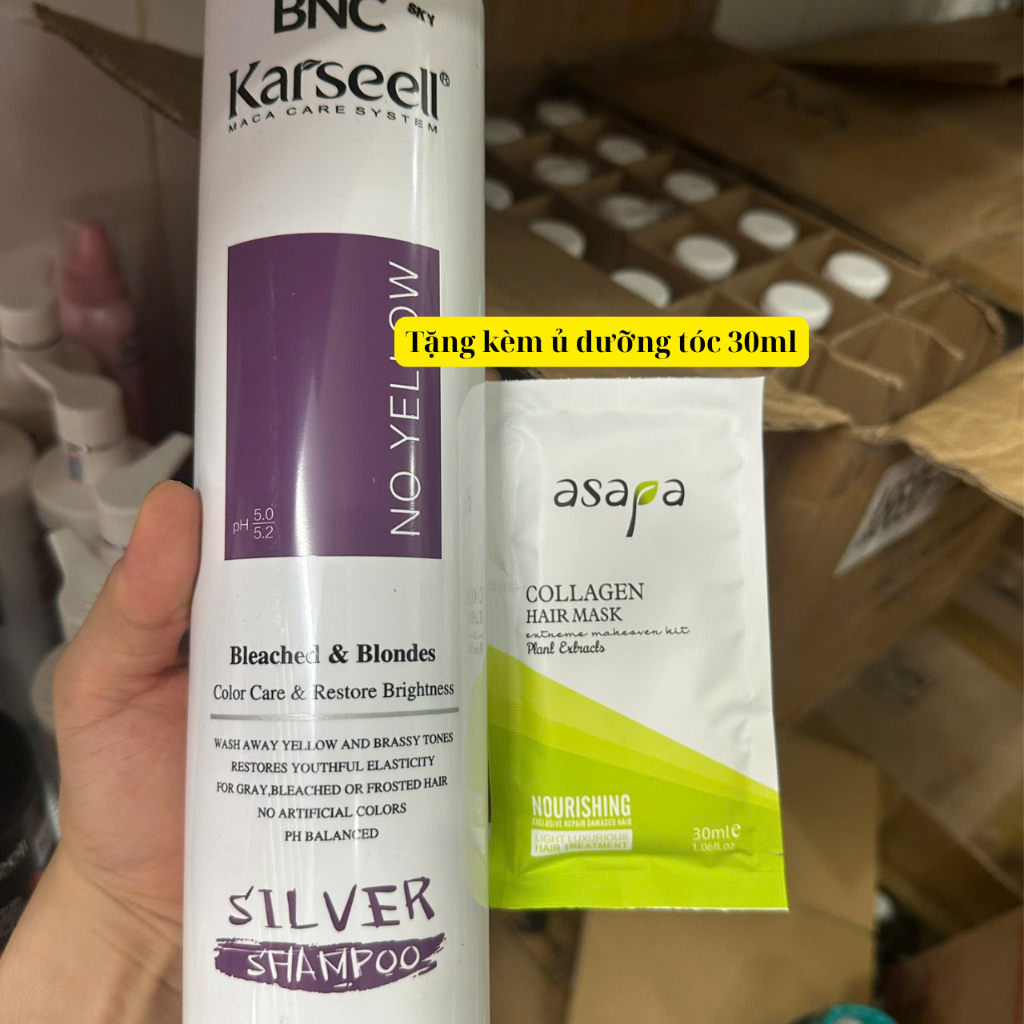 BNC SKY
Karseell®
MACA CARE SYSTEM
NO YELLOW
pH 5.0
5.2
Bleached & Blondes
Color Care & Restore Brightness
WASH AWAY YELLOW AND BRASSY TONES
RESTORES YOUTHFUL ELASTICITY
FOR GRAY,BLEACHED OR FROSTED HAIR
NO ARTIFICIAL COLORS
PH BALANCED
SILVER
SHAMPOO
Tặng kèm ủ dưỡng tóc 30ml
asapa
COLLAGEN
HAIR MASK
extreme makeover kit
Plant Extracts
NOURISHING
EXCLUSIVE REPAIR DAMAGED HAIR
LIGHT LUXURIOUS
HAIR TREATMENT
30ml e
1.06fl.oz